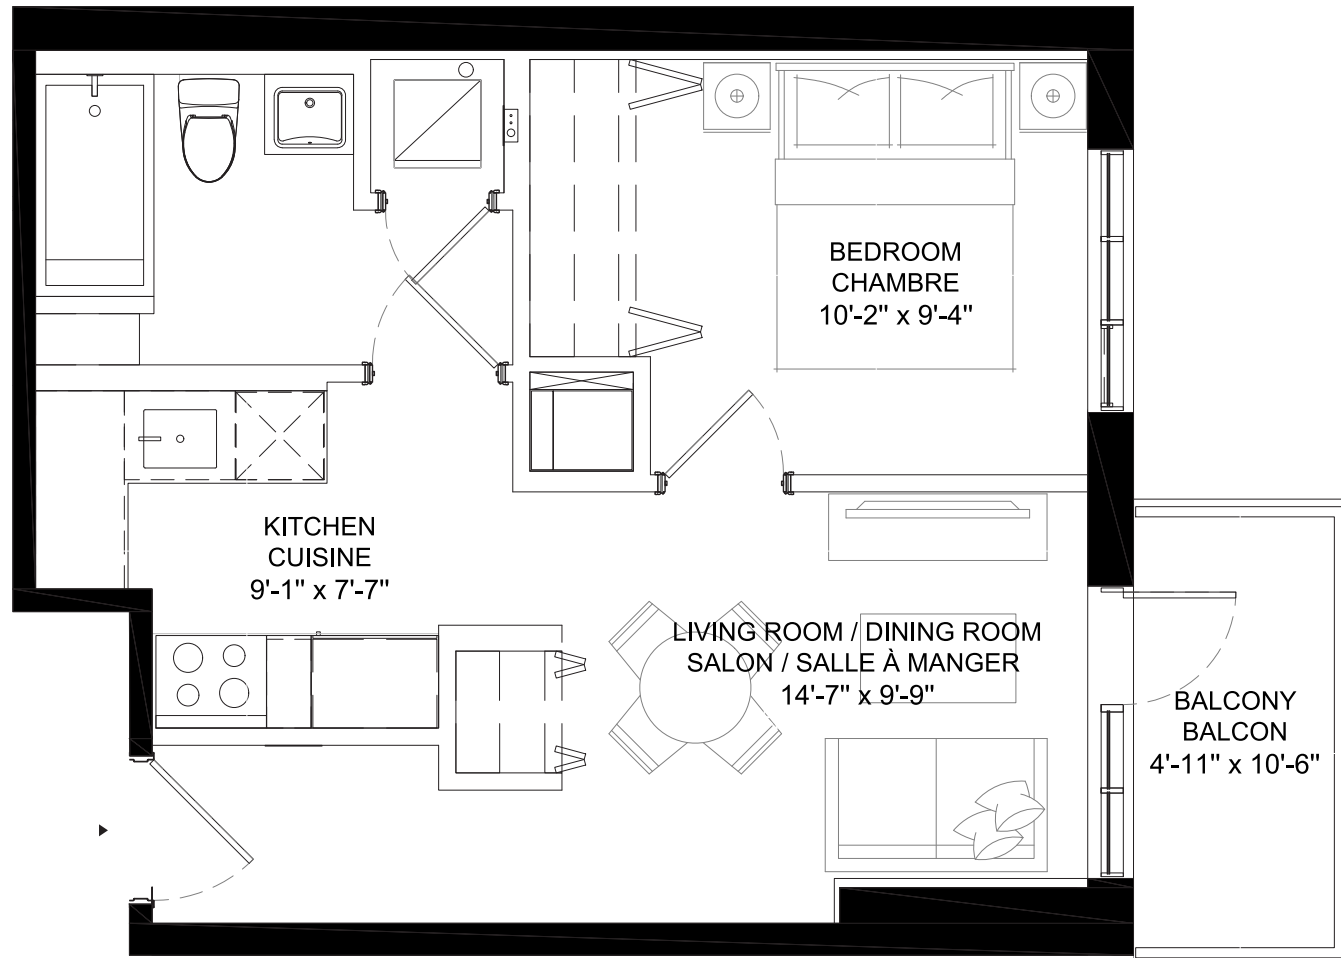 BEDROOM
CHAMBRE
10'-2" x 9'-4"
KITCHEN
CUISINE
9'-1" x 7'-7"
LIVING ROOM / DINING ROOM
SALON / SALLE À MANGER
14'-7" x 9'-9"
BALCONY
BALCON
4'-11" x 10'-6"